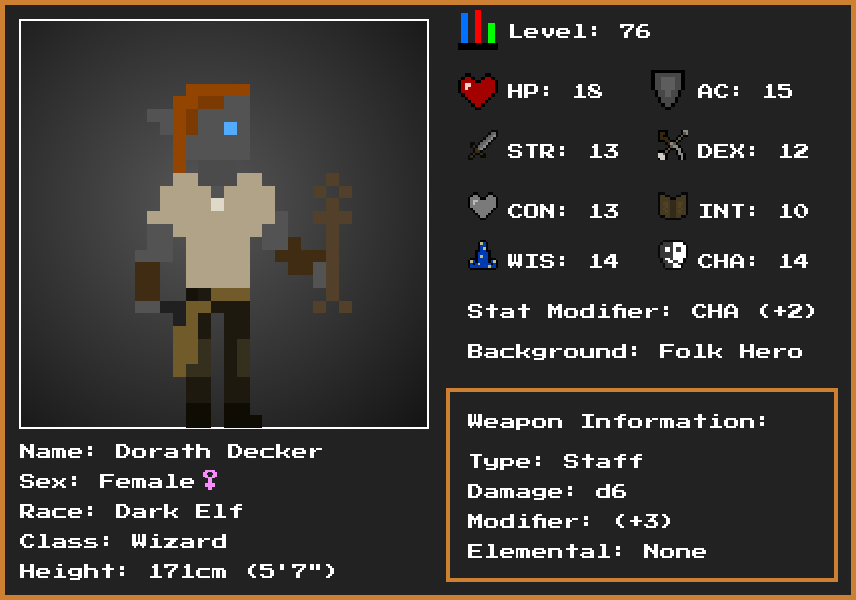 Level: 76
HP: 18 AC: 15
STR: 13 DEX: 12
CON: 13 INT: 10
WIS: 14 CHA: 14
Stat Modifier: CHA (+2)
Background: Folk Hero
Weapon Information:
Type: Staff
Damage: d6
Modifier: (+3)
Elemental: None
Name: Dorath Decker
Sex: Female♀
Race: Dark Elf
Class: Wizard
Height: 171cm (5'7")